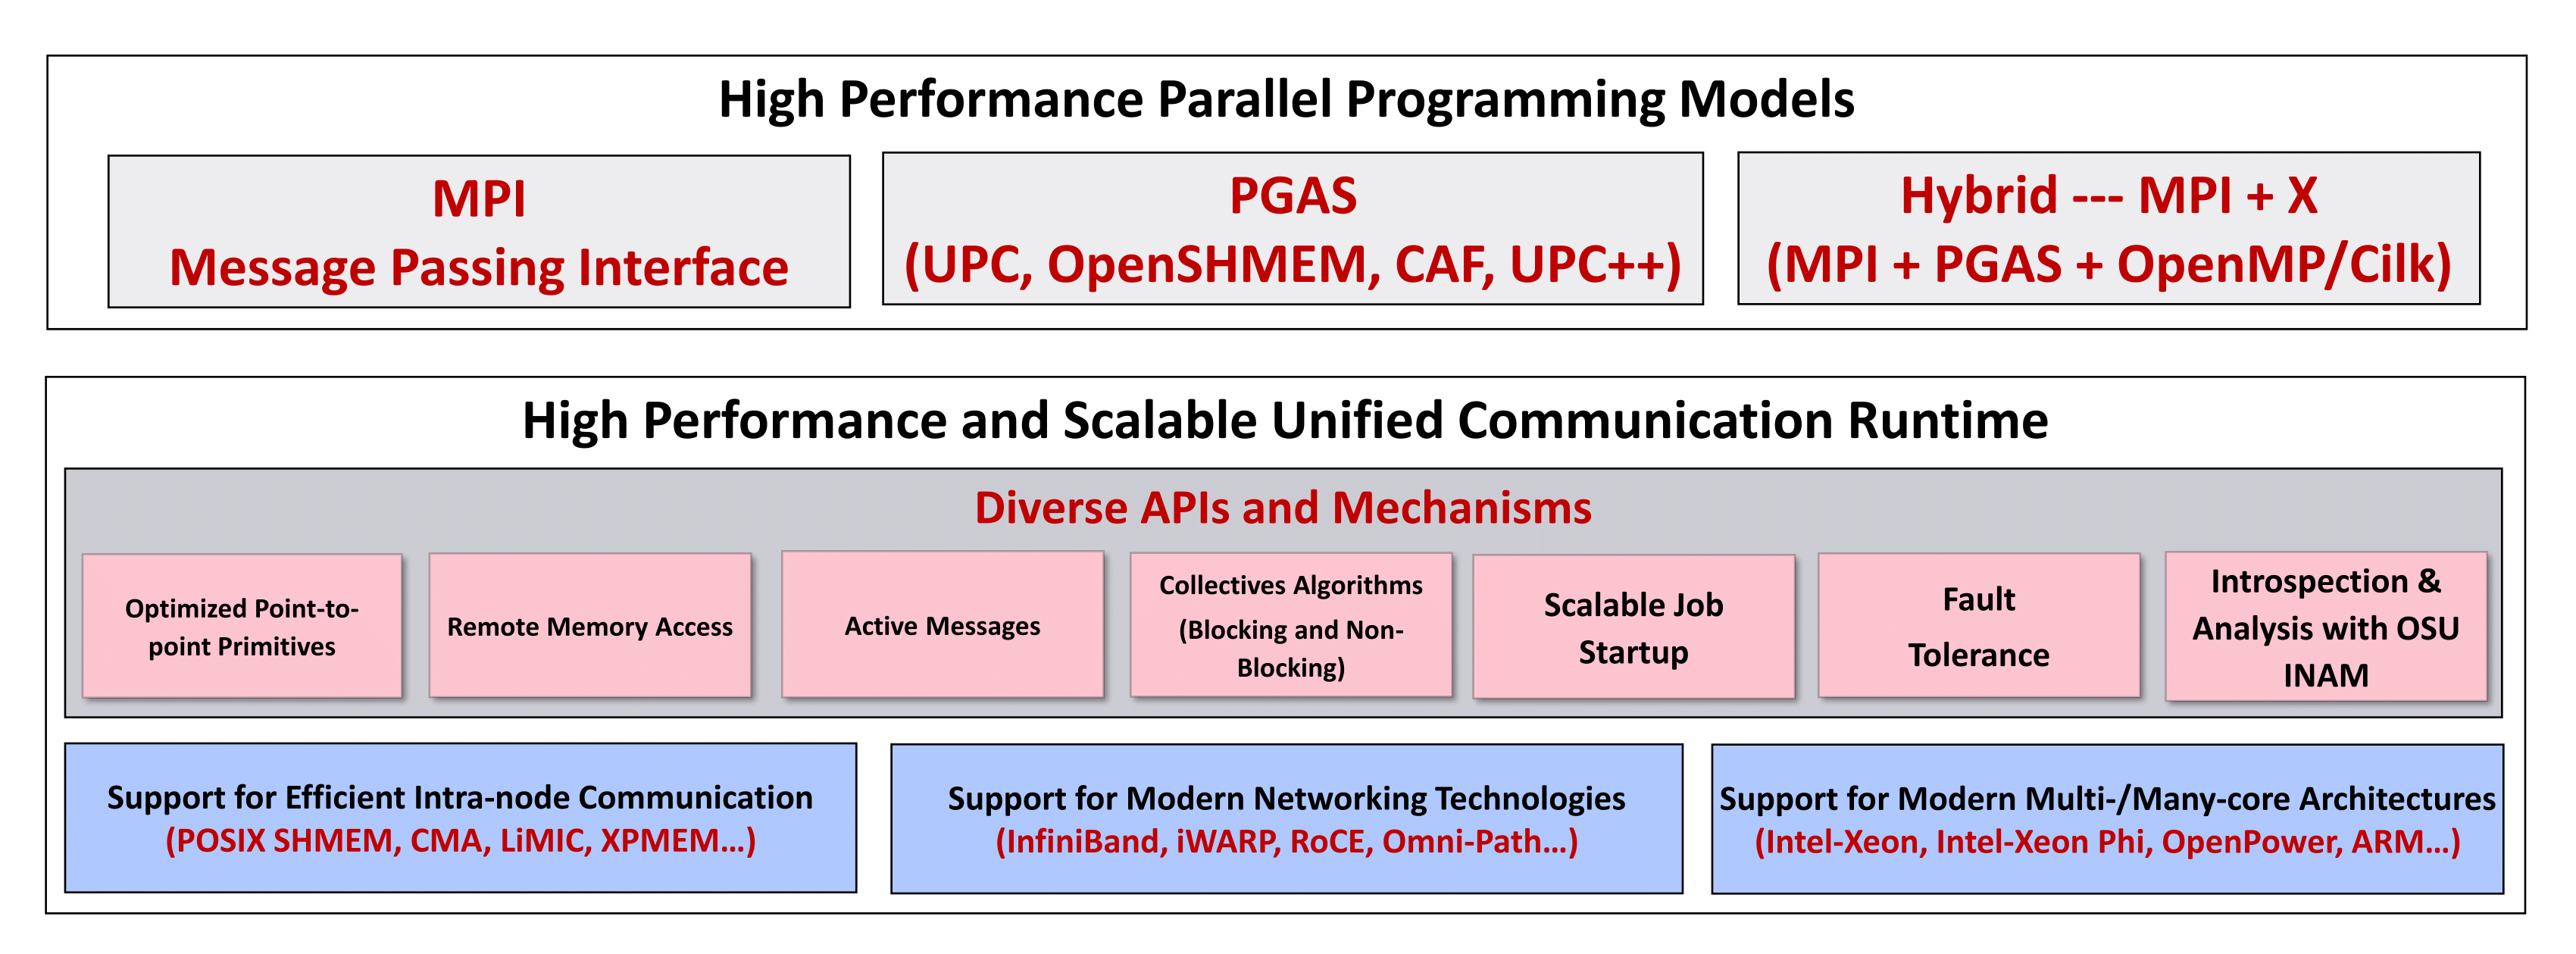 High Performance Parallel Programming Models
MPI
Message Passing Interface
PGAS
(UPC, OpenSHMEM, CAF, UPC++)
Hybrid --- MPI + X
(MPI + PGAS + OpenMP/Cilk)
High Performance and Scalable Unified Communication Runtime
Diverse APIs and Mechanisms
Optimized Point-to-
point Primitives
Remote Memory Access
Active Messages
Collectives Algorithms
(Blocking and Non-
Blocking)
Scalable Job
Startup
Fault
Tolerance
Introspection &
Analysis with OSU
INAM
Support for Efficient Intra-node Communication
(POSIX SHMEM, CMA, LiMIC, XPMEM…)
Support for Modern Networking Technologies
(InfiniBand, iWARP, RoCE, Omni-Path…)
Support for Modern Multi-/Many-core Architectures
(Intel-Xeon, Intel-Xeon Phi, OpenPower, ARM…)